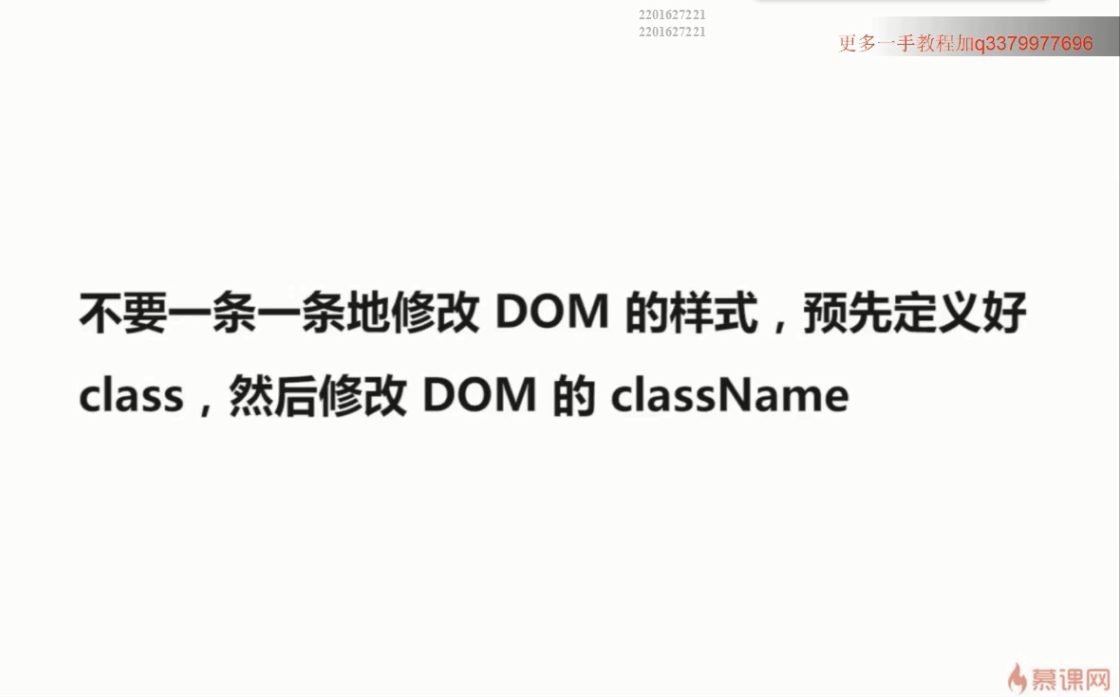 2201627221
2201627221
更多一手教程加q3379977696
不要一条一条地修改 DOM 的样式，预先定义好
class，然后修改 DOM 的 className
慕课网